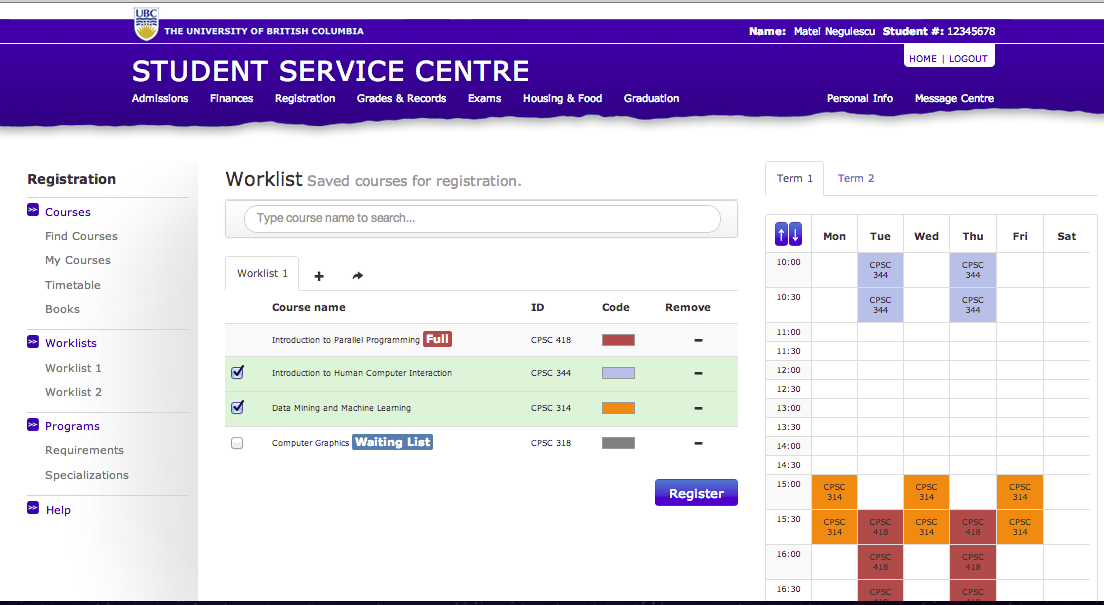 UBC
THE UNIVERSITY OF BRITISH COLUMBIA
Name: Matei Negulescu Student #: 12345678
HOME | LOGOUT
STUDENT SERVICE CENTRE
Admissions Finances Registration Grades & Records Exams Housing & Food Graduation Personal Info Message Centre
Registration
Courses
Find Courses
My Courses
Timetable
Books
Worklists
Worklist 1
Worklist 2
Programs
Requirements
Specializations
Help
Worklist Saved courses for registration.
Type course name to search...
Worklist 1
Course name ID Code Remove
Introduction to Parallel Programming Full CPSC 418
Introduction to Human Computer Interaction CPSC 344
Data Mining and Machine Learning CPSC 314
Computer Graphics Waiting List CPSC 318
Register
Term 1 Term 2
Mon Tue Wed Thu Fri Sat
10:00 CPSC 344 CPSC 344
10:30 CPSC 344 CPSC 344
11:00
11:30
12:00
12:30
13:00
13:30
14:00
14:30
15:00 CPSC 314 CPSC 314 CPSC 314
15:30 CPSC 314 CPSC 418 CPSC 314 CPSC 418 CPSC 314
16:00 CPSC 418 CPSC 418
16:30 CPSC 418 CPSC 418